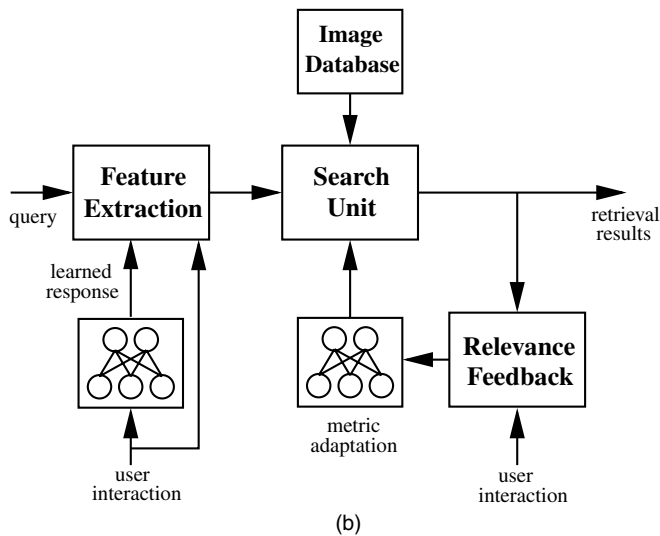 Image
Database
Feature
Extraction
Search
Unit
query
retrieval
results
learned
response
Relevance
Feedback
metric
adaptation
user
interaction
user
interaction
(b)